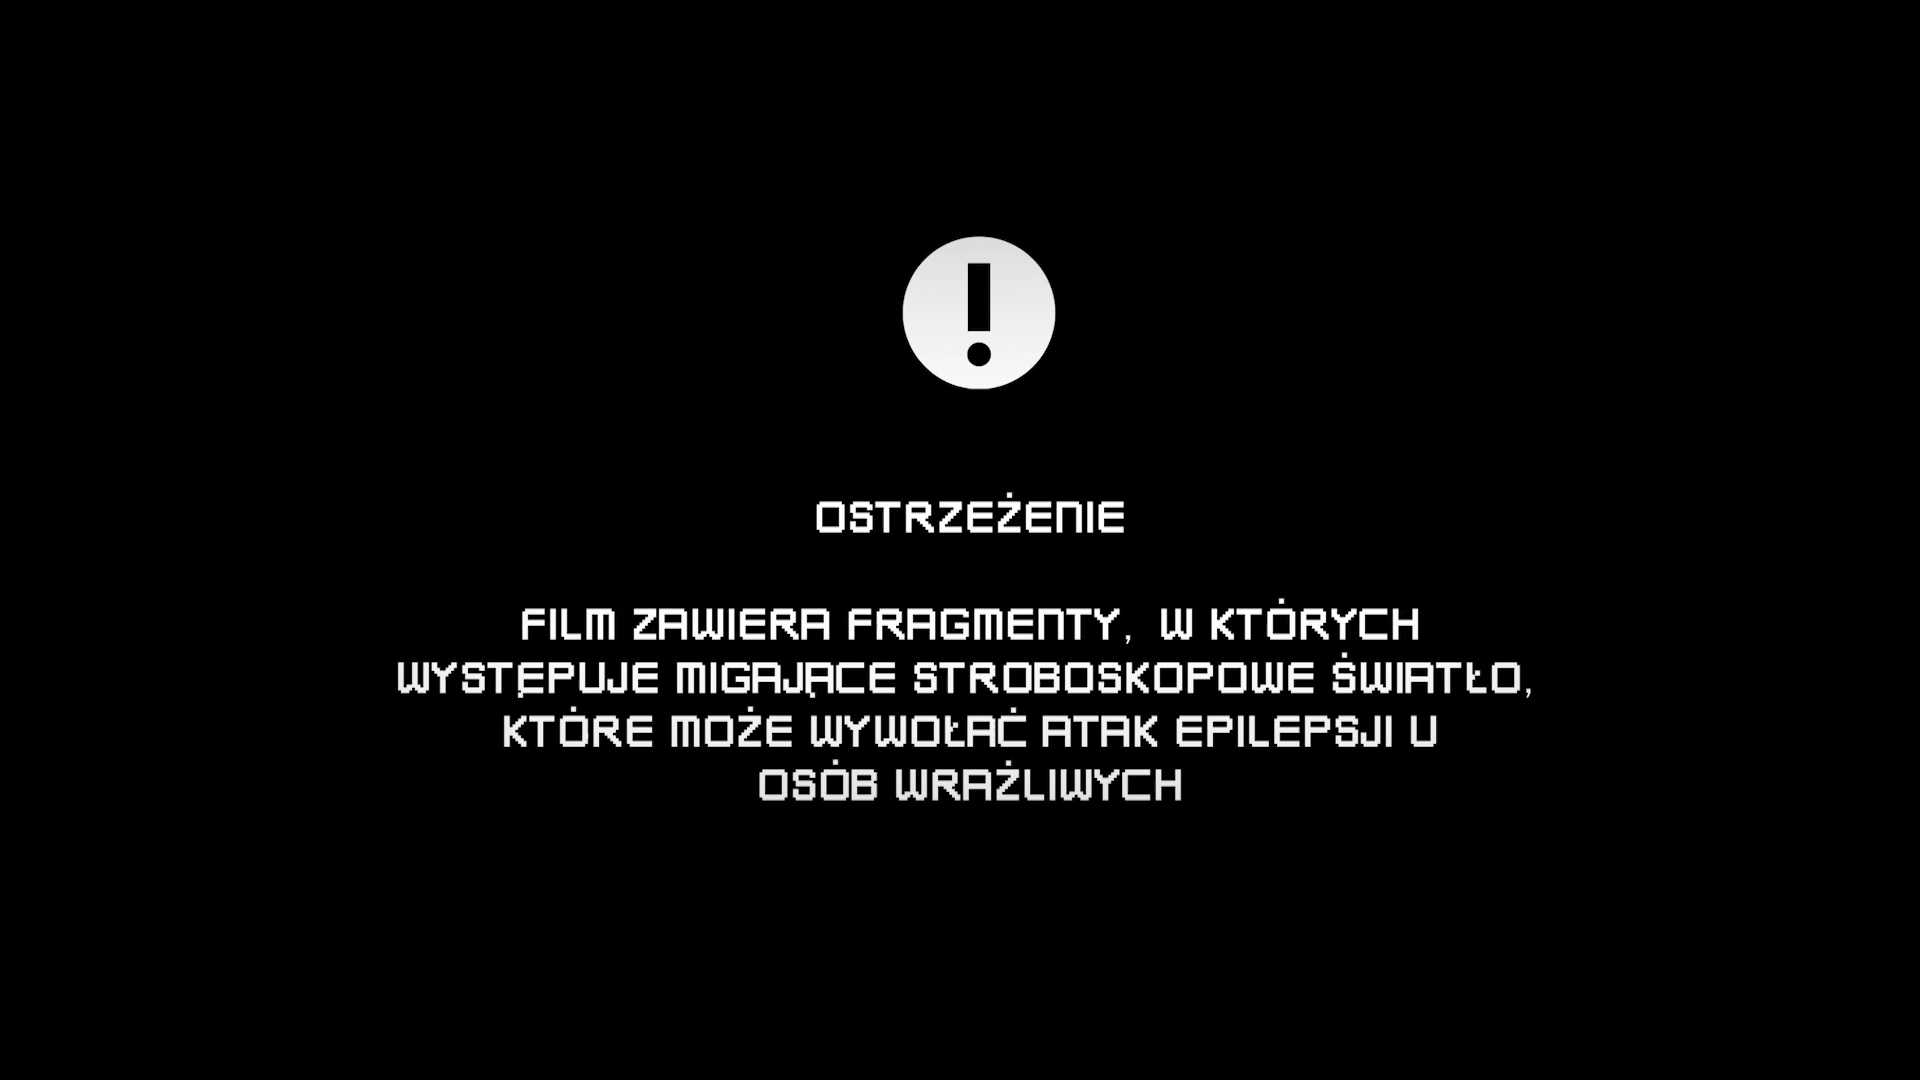 OSTRZEŻENIE
FILM ZAWIERA FRAGMENTY, W KTÓRYCH
WYSTĘPUJE MIGAJĄCE STROBOSKOPOWE ŚWIATŁO,
KTÓRE MOŻE WYWOŁAĆ ATAK EPILEPSJI U
OSÓB WRAŻLIWYCH